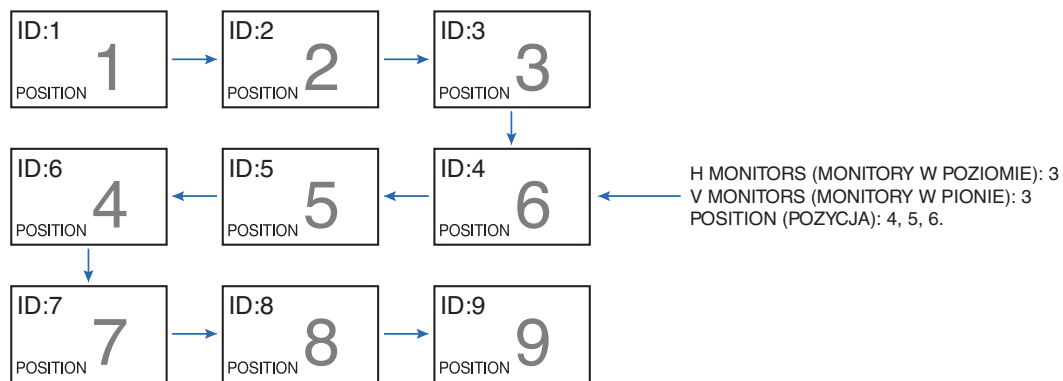 ID:1
POSITION 1
ID:2
POSITION 2
ID:3
POSITION 3
ID:6
POSITION 4
ID:5
POSITION 5
ID:4
POSITION 6
H MONITORS (MONITORY W POZIOMIE): 3
V MONITORS (MONITORY W PIONIE): 3
POSITION (POZYCJA): 4, 5, 6.
ID:7
POSITION 7
ID:8
POSITION 8
ID:9
POSITION 9